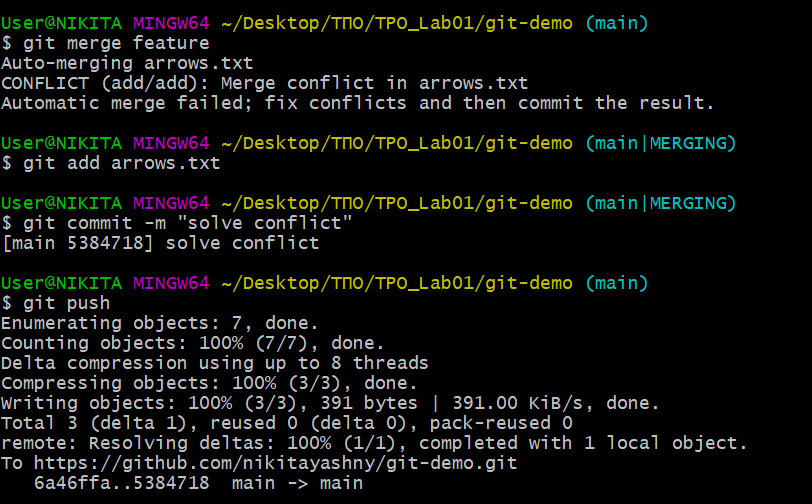 User@NIKITA MINGW64 ~/Desktop/ТПО/TPO_Lab01/git-demo (main)
$ git merge feature
Auto-merging arrows.txt
CONFLICT (add/add): Merge conflict in arrows.txt
Automatic merge failed; fix conflicts and then commit the result.
User@NIKITA MINGW64 ~/Desktop/ТПО/TPO_Lab01/git-demo (main|MERGING)
$ git add arrows.txt
User@NIKITA MINGW64 ~/Desktop/ТПО/TPO_Lab01/git-demo (main|MERGING)
$ git commit -m "solve conflict"
[main 5384718] solve conflict
User@NIKITA MINGW64 ~/Desktop/ТПО/TPO_Lab01/git-demo (main)
$ git push
Enumerating objects: 7, done.
Counting objects: 100% (7/7), done.
Delta compression using up to 8 threads
Compressing objects: 100% (3/3), done.
Writing objects: 100% (3/3), 391 bytes | 391.00 KiB/s, done.
Total 3 (delta 1), reused 0 (delta 0), pack-reused 0
remote: Resolving deltas: 100% (1/1), completed with 1 local object.
To https://github.com/nikitayashny/git-demo.git
   6a46ffa..5384718  main -> main